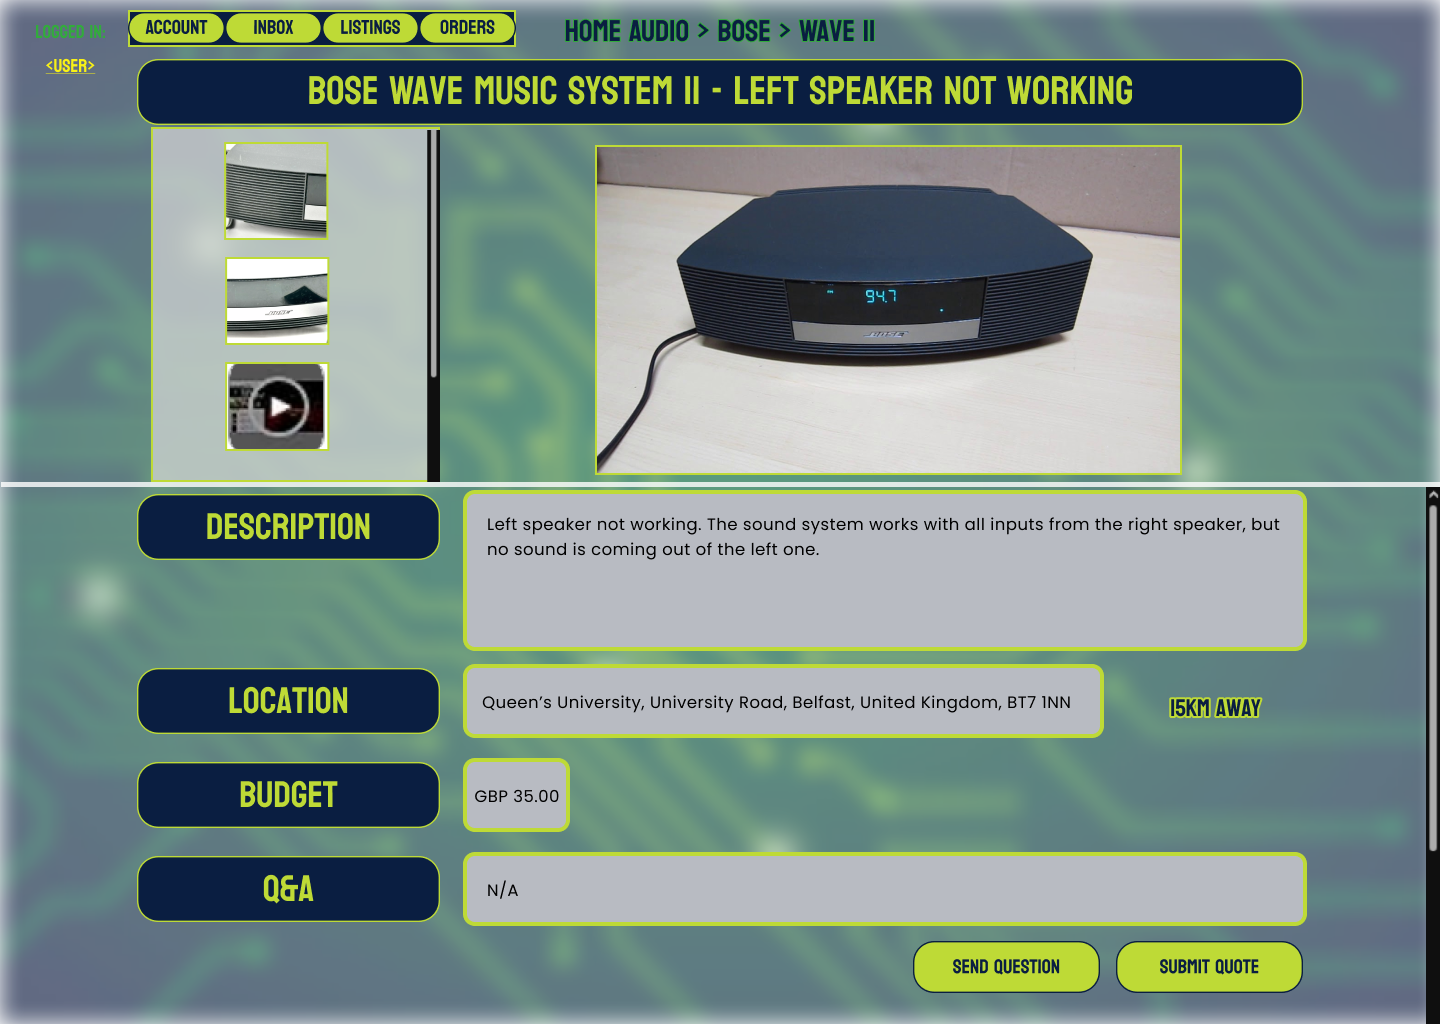 LOGGED IN:
<USER>
ACCOUNT
INBOX
LISTINGS
ORDERS
HOME AUDIO > BOSE > WAVE II
BOSE WAVE MUSIC SYSTEM II - LEFT SPEAKER NOT WORKING
BOSE
94.7
BOSE
DESCRIPTION
Left speaker not working. The sound system works with all inputs from the right speaker, but
no sound is coming out of the left one.
LOCATION
Queen’s University, University Road, Belfast, United Kingdom, BT7 1NN
15KM AWAY
BUDGET
GBP 35.00
Q&A
N/A
SEND QUESTION
SUBMIT QUOTE